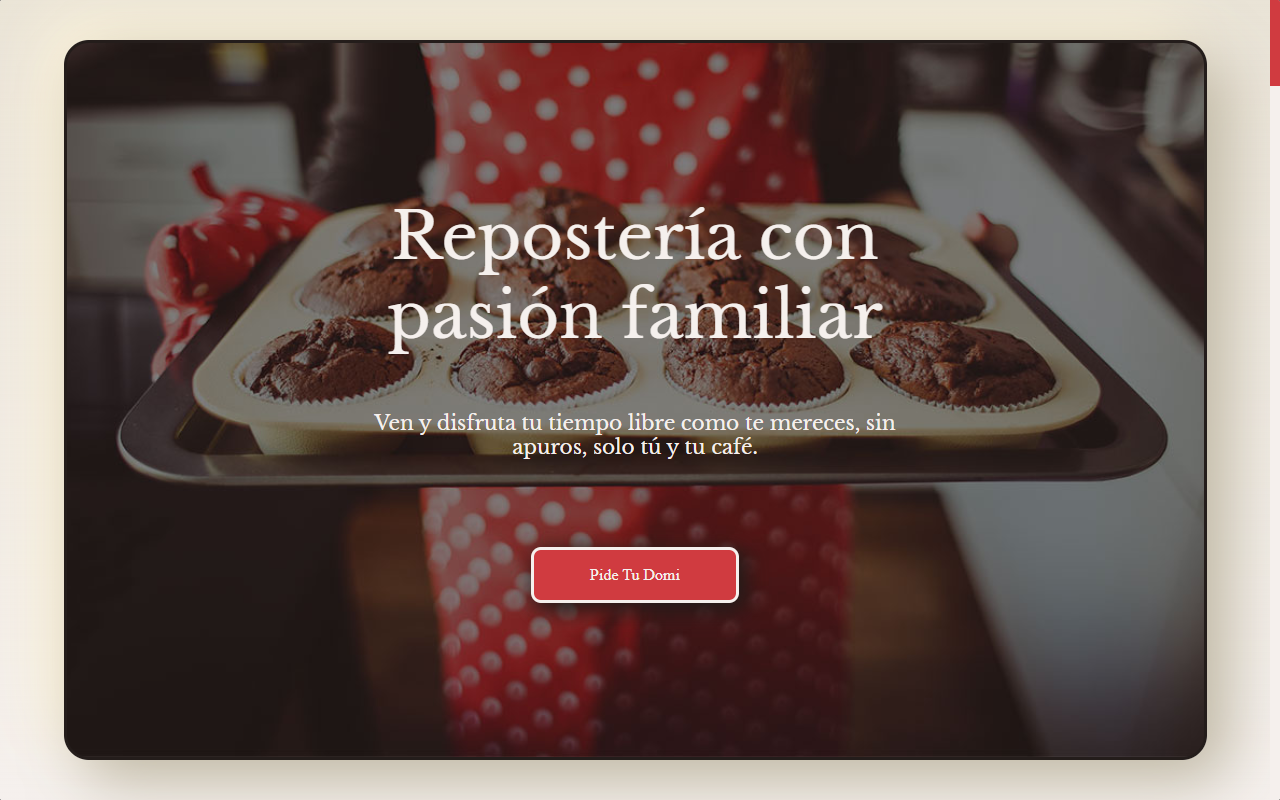 Repostería con
pasión familiar
Ven y disfruta tu tiempo libre como te mereces, sin
apuros, solo tú y tu café.
Pide Tu Domi